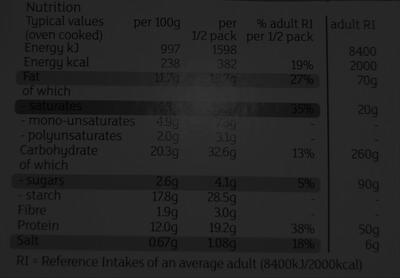 Nutrition
Typical values per 100g per % adult RI adult RI
(oven cooked) 1/2 pack per 1/2 pack
Energy kJ 997 1598 8400
Energy kcal 238 382 19% 2000
Fat 27% 70g
of which
- saturates 35% 20g
- mono-unsaturates 4.9g - -
- polyunsaturates 2.0g 3.1g - -
Carbohydrate 20.3g 32.6g 13% 260g
of which
- sugars 2.6g 4.1g 5% 90g
- starch 17.8g 28.5g - -
Fibre 1.9g 3.0g - -
Protein 12.0g 19.2g 38% 50g
Salt 0.67g 1.08g 18% 6g
RI = Reference Intakes of an average adult (8400kJ/2000kcal)